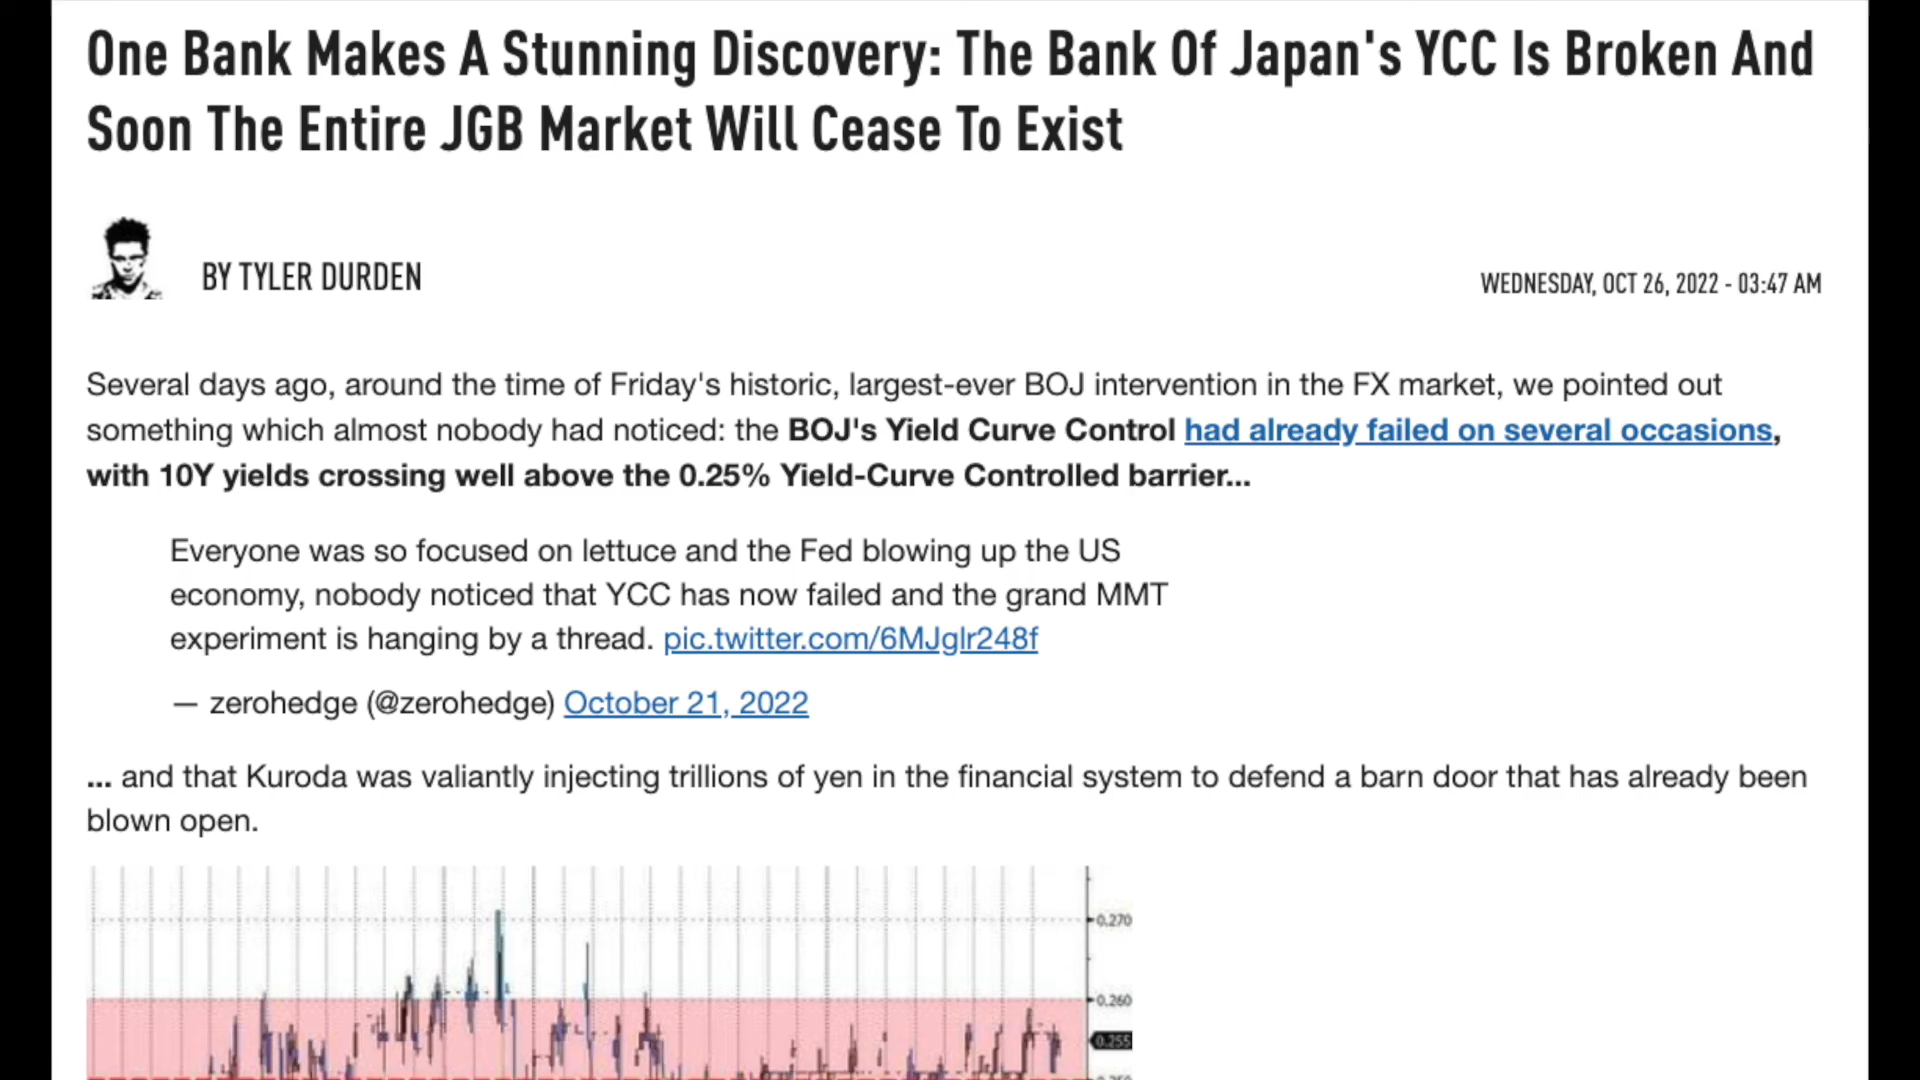 One Bank Makes A Stunning Discovery: The Bank Of Japan's YCC Is Broken And
Soon The Entire JGB Market Will Cease To Exist
BY TYLER DURDEN
WEDNESDAY, OCT 26, 2022 - 03:47 AM
Several days ago, around the time of Friday's historic, largest-ever BOJ intervention in the FX market, we pointed out
something which almost nobody had noticed: the BOJ's Yield Curve Control had already failed on several occasions,
with 10Y yields crossing well above the 0.25% Yield-Curve Controlled barrier...
Everyone was so focused on lettuce and the Fed blowing up the US
economy, nobody noticed that YCC has now failed and the grand MMT
experiment is hanging by a thread. pic.twitter.com/6MJglr248f
— zerohedge (@zerohedge) October 21, 2022
... and that Kuroda was valiantly injecting trillions of yen in the financial system to defend a barn door that has already been
blown open.
0.270
0.260
0.255